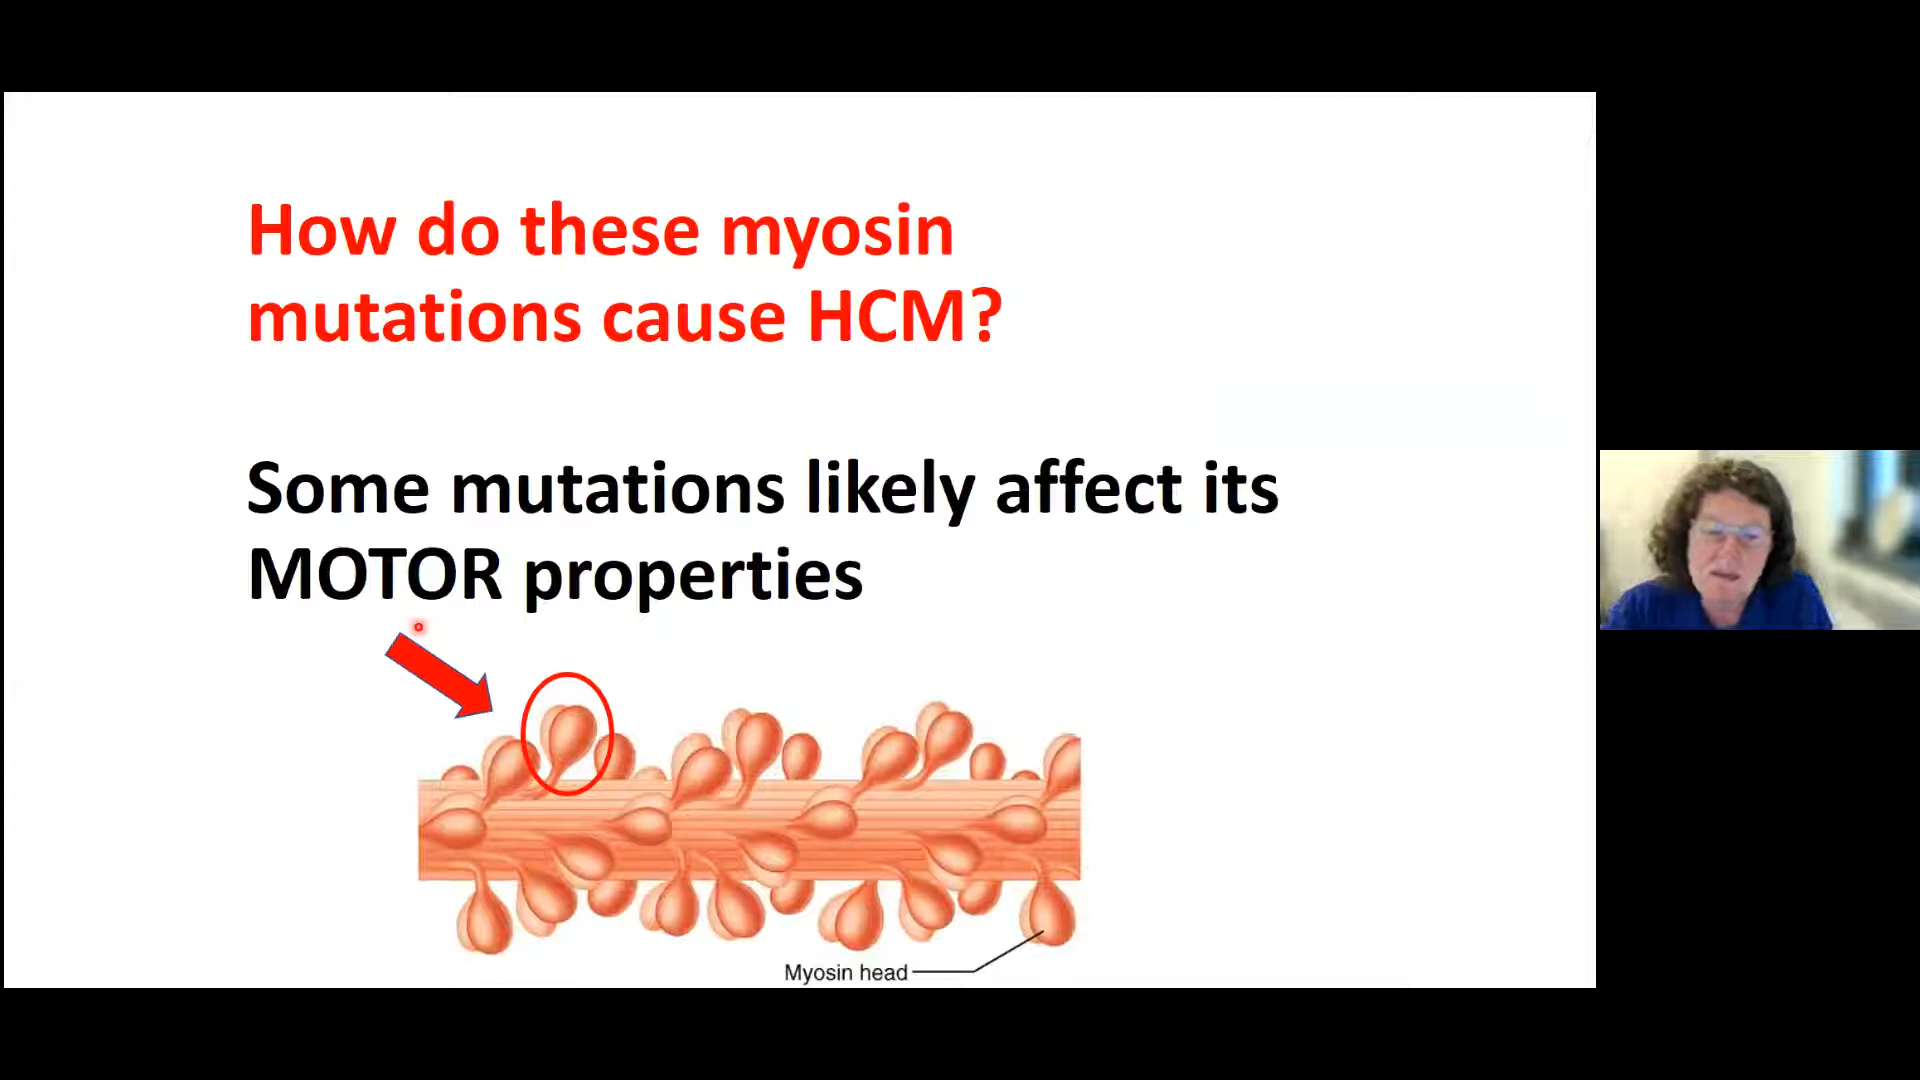 How do these myosin
mutations cause HCM?
Some mutations likely affect its
MOTOR properties
Myosin head